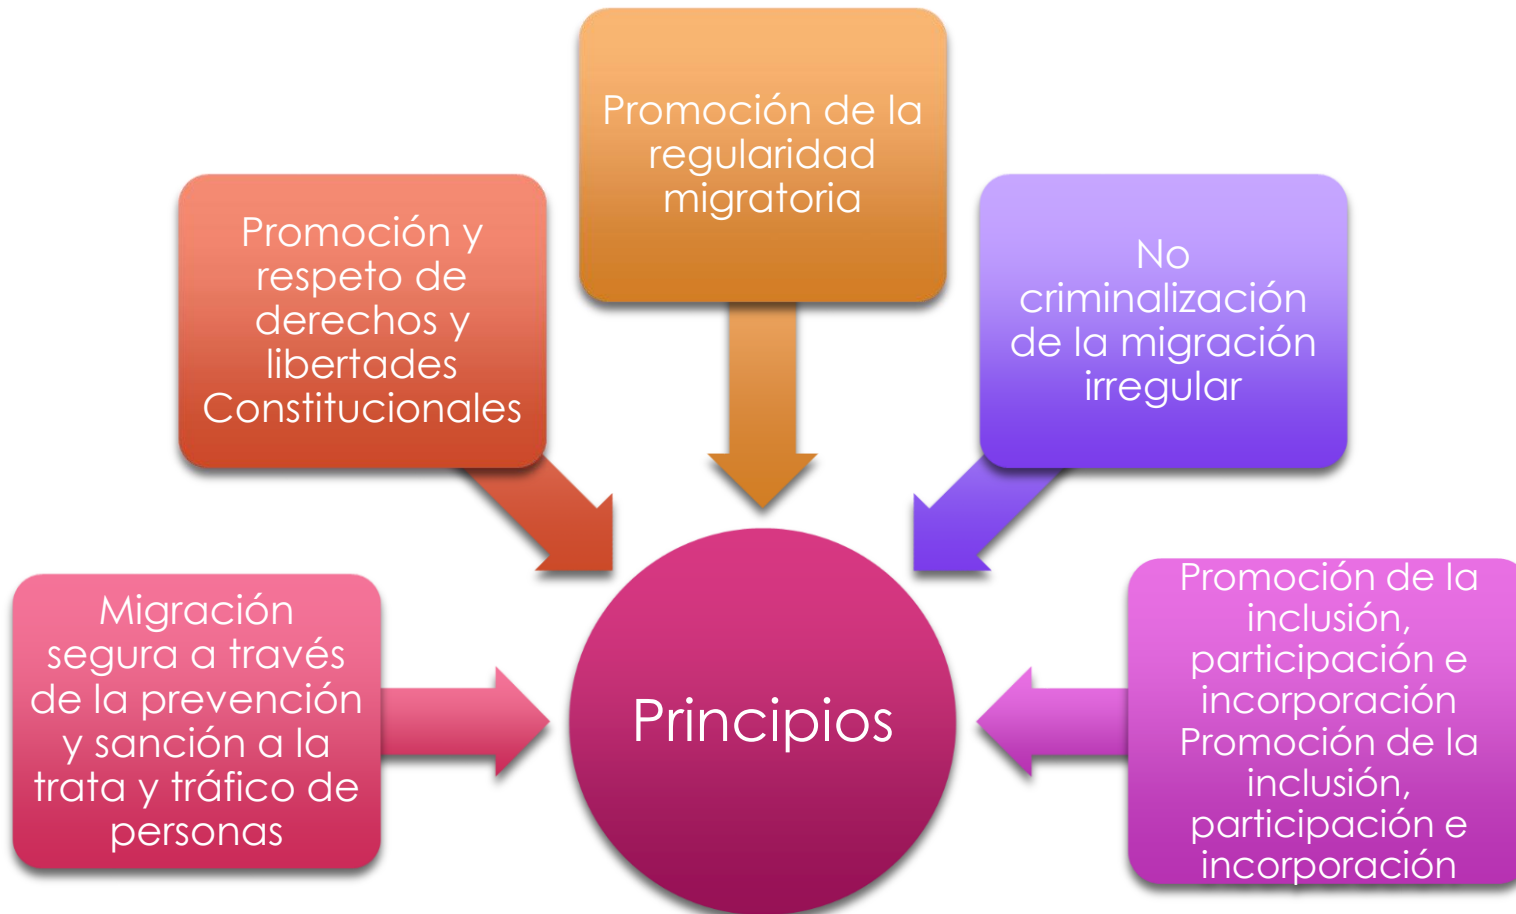 Promoción de la
regularidad
migratoria
Promoción y
respeto de
derechos y
libertades
Constitucionales
No
criminalización
de la migración
irregular
Migración
segura a través
de la prevención
y sanción a la
trata y tráfico de
personas
Principios
Promoción de la
inclusión,
participación e
incorporación
Promoción de la
inclusión,
participación e
incorporación